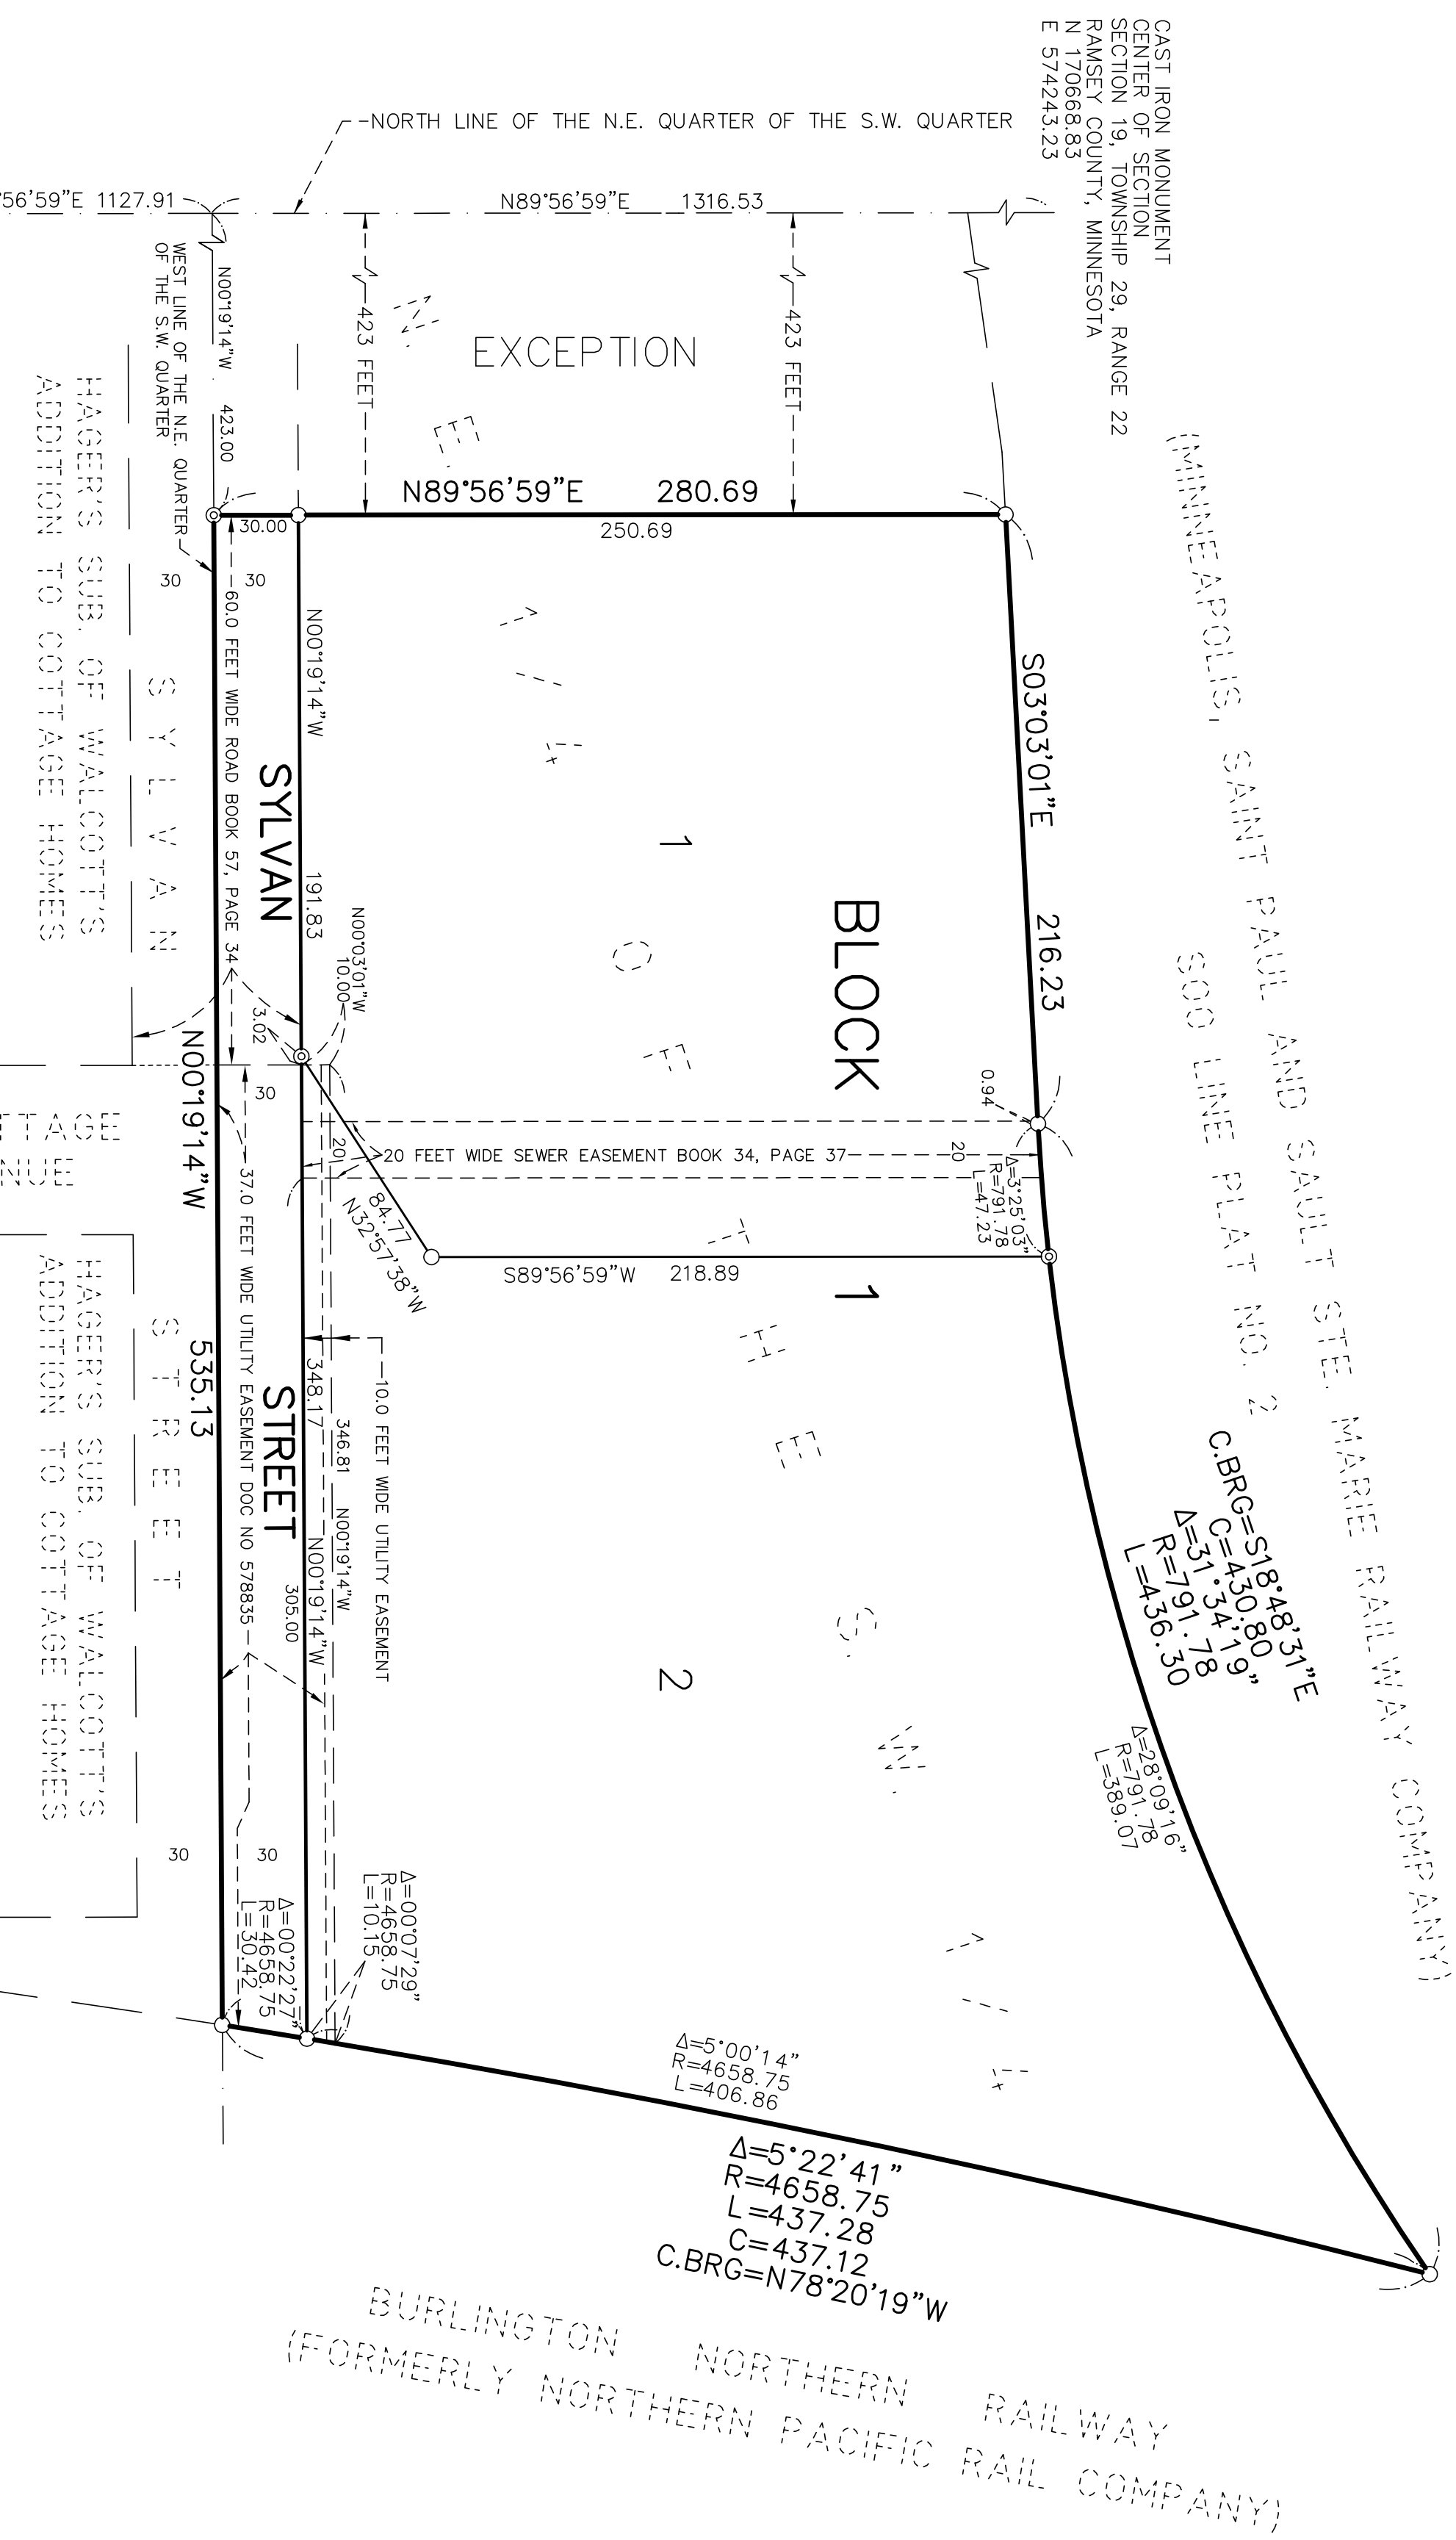 CAST IRON MONUMENT
CENTER OF SECTION
SECTION 19, TOWNSHIP 29, RANGE 22
RAMSEY COUNTY, MINNESOTA
N 170668.83
E 574243.23
NORTH LINE OF THE N.E. QUARTER OF THE S.W. QUARTER
°56'59"E 1127.91
N89°56'59"E 1316.53
N00°19'14"W 423.00
WEST LINE OF THE N.E. QUARTER
OF THE S.W. QUARTER
423 FEET
423 FEET
EXCEPTION
N89°56'59"E 280.69
30.00
250.69
30
30
N. E. 1/4 OF THE S.W. 1/4
(MINNEAPOLIS, SAINT PAUL AND SAULT STE. MARIE RAILWAY COMPANY)
SOO LINE PLAT NO. 2
HAGER'S SUB. OF WALCOTT'S
ADDITION TO COTTAGE HOMES
SYLVAN
60.0 FEET WIDE ROAD BOOK 57, PAGE 34
SYLVAN
N00°19'14"W
191.83
N00°03'01"W
10.00
3.02
1
BLOCK
1
S03°03'01"E
216.23
0.94
Δ=3°25'03"
R=791.78
L=47.23
20
20 FEET WIDE SEWER EASEMENT BOOK 34, PAGE 37
20
84.77
N32°57'38"W
S89°56'59"W 218.89
30
TTAGE
NUE
N00°19'14"W
535.13
37.0 FEET WIDE UTILITY EASEMENT DOC NO 578835
STREET
STREET
HAGER'S SUB. OF WALCOTT'S
ADDITION TO COTTAGE HOMES
348.17
N00°19'14"W
305.00
346.81 N00°19'14"W
10.0 FEET WIDE UTILITY EASEMENT
2
C.BRG=S18°48'31"E
C=430.80
Δ=31°34'19"
R=791.78
L=436.30
Δ=28°09'16"
R=791.78
L=389.07
30
30
Δ=00°22'27"
R=4658.75
L=30.42
Δ=00°07'29"
R=4658.75
L=10.15
Δ=5°00'14"
R=4658.75
L=406.86
Δ=5°22'41"
R=4658.75
L=437.28
C=437.12
C.BRG=N78°20'19"W
BURLINGTON NORTHERN RAILWAY
(FORMERLY NORTHERN PACIFIC RAIL COMPANY)